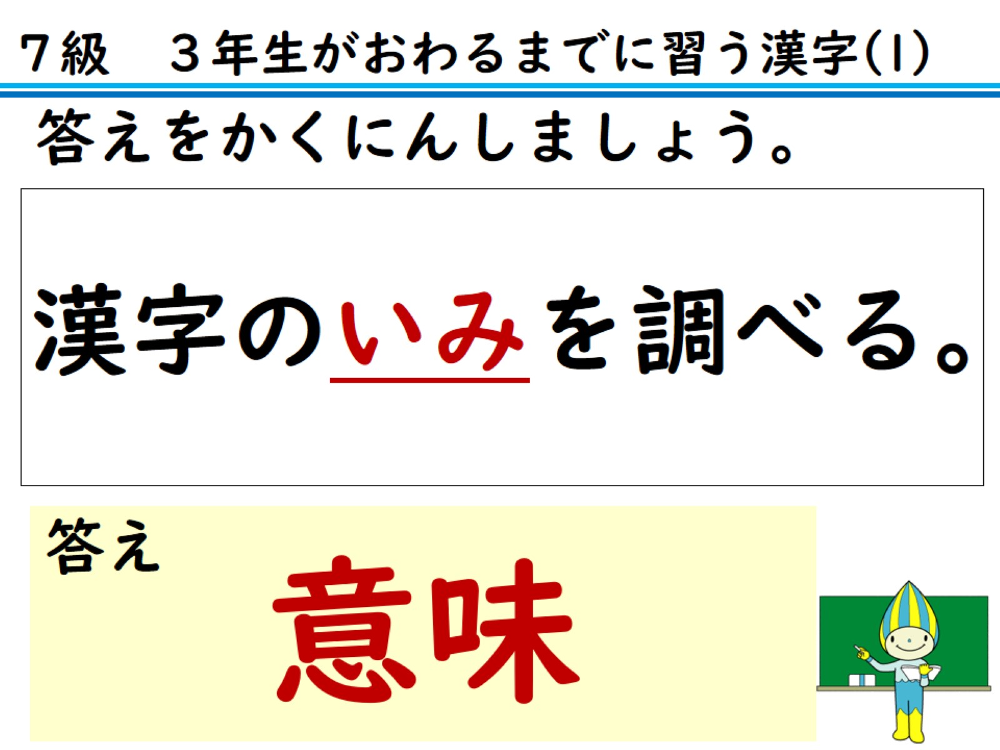 ７級　３年生がおわるまでに習う漢字(1)
答えをかくにんしましょう。
漢字のいみを調べる。
答え
意味